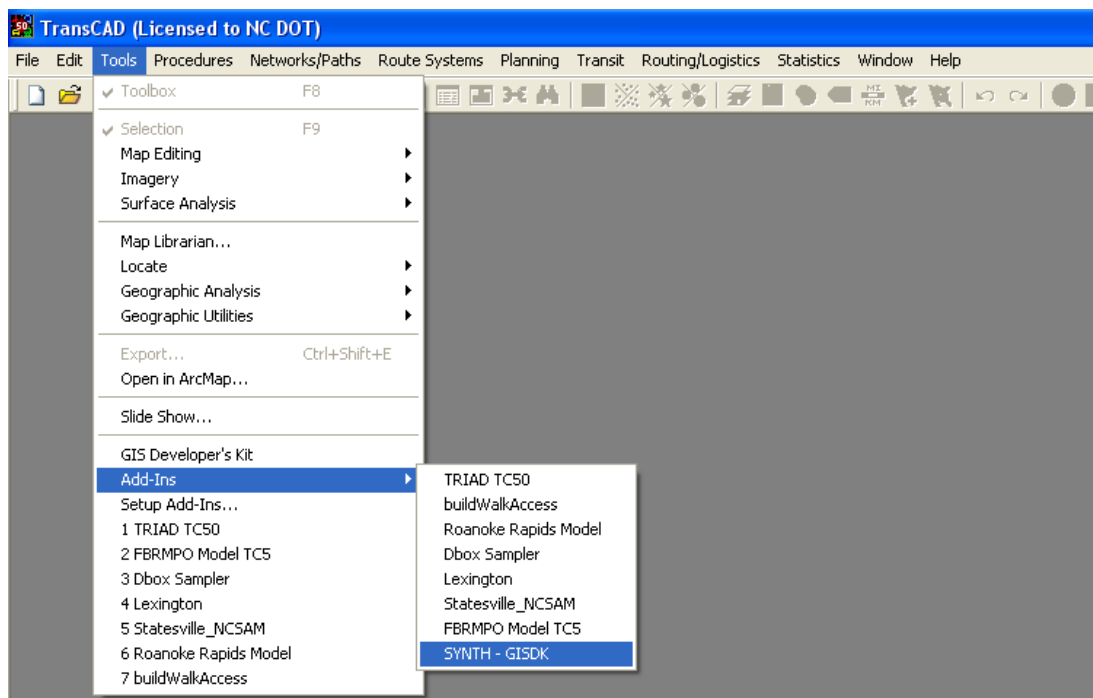 TransCAD (Licensed to NC DOT)
File Edit Tools Procedures Networks/Paths Route Systems Planning Transit Routing/Logistics Statistics Window Help
Toolbox F8
Selection F9
Map Editing
Imagery
Surface Analysis
Map Librarian...
Locate
Geographic Analysis
Geographic Utilities
Export... Ctrl+Shift+E
Open in ArcMap...
Slide Show...
GIS Developer's Kit
Add-Ins
Setup Add-Ins...
1 TRIAD TC50
2 FBRMPO Model TC5
3 Dbox Sampler
4 Lexington
5 Statesville_NCSAM
6 Roanoke Rapids Model
7 buildWalkAccess
TRIAD TC50
buildWalkAccess
Roanoke Rapids Model
Dbox Sampler
Lexington
Statesville_NCSAM
FBRMPO Model TC5
SYNTH - GISDK